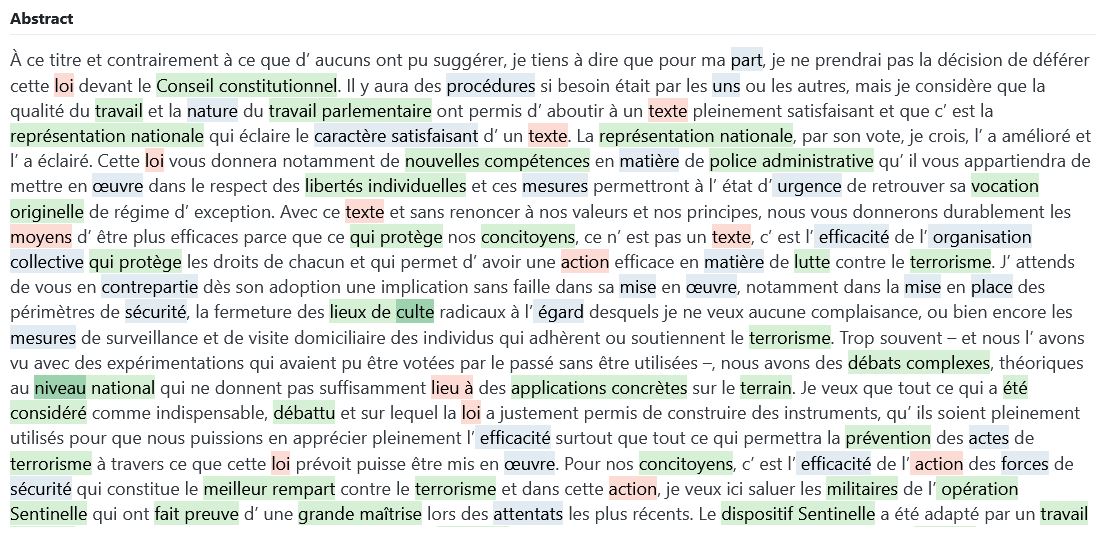 Abstract
À ce titre et contrairement à ce que d’ aucuns ont pu suggérer, je tiens à dire que pour ma part, je ne prendrai pas la décision de déférer
cette loi devant le Conseil constitutionnel. Il y aura des procédures si besoin était par les uns ou les autres, mais je considère que la
qualité du travail et la nature du travail parlementaire ont permis d’ aboutir à un texte pleinement satisfaisant et que c’ est la
représentation nationale qui éclaire le caractère satisfaisant d’ un texte. La représentation nationale, par son vote, je crois, l’ a amélioré et
l’ a éclairé. Cette loi vous donnera notamment de nouvelles compétences en matière de police administrative qu’ il vous appartiendra de
mettre en œuvre dans le respect des libertés individuelles et ces mesures permettront à l’ état d’ urgence de retrouver sa vocation
originelle de régime d’ exception. Avec ce texte et sans renoncer à nos valeurs et nos principes, nous vous donnerons durablement les
moyens d’ être plus efficaces parce que ce qui protège nos concitoyens, ce n’ est pas un texte, c’ est l’ efficacité de l’ organisation
collective qui protège les droits de chacun et qui permet d’ avoir une action efficace en matière de lutte contre le terrorisme. J’ attends
de vous en contrepartie dès son adoption une implication sans faille dans sa mise en œuvre, notamment dans la mise en place des
périmètres de sécurité, la fermeture des lieux de culte radicaux à l’ égard desquels je ne veux aucune complaisance, ou bien encore les
mesures de surveillance et de visite domiciliaire des individus qui adhèrent ou soutiennent le terrorisme. Trop souvent – et nous l’ avons
vu avec des expérimentations qui avaient pu être votées par le passé sans être utilisées –, nous avons des débats complexes, théoriques
au niveau national qui ne donnent pas suffisamment lieu à des applications concrètes sur le terrain. Je veux que tout ce qui a été
considéré comme indispensable, débattu et sur lequel la loi a justement permis de construire des instruments, qu’ ils soient pleinement
utilisés pour que nous puissions en apprécier pleinement l’ efficacité surtout que tout ce qui permettra la prévention des actes de
terrorisme à travers ce que cette loi prévoit puisse être mis en œuvre. Pour nos concitoyens, c’ est l’ efficacité de l’ action des forces de
sécurité qui constitue le meilleur rempart contre le terrorisme et dans cette action, je veux ici saluer les militaires de l’ opération
Sentinelle qui ont fait preuve d’ une grande maîtrise lors des attentats les plus récents. Le dispositif Sentinelle a été adapté par un travail